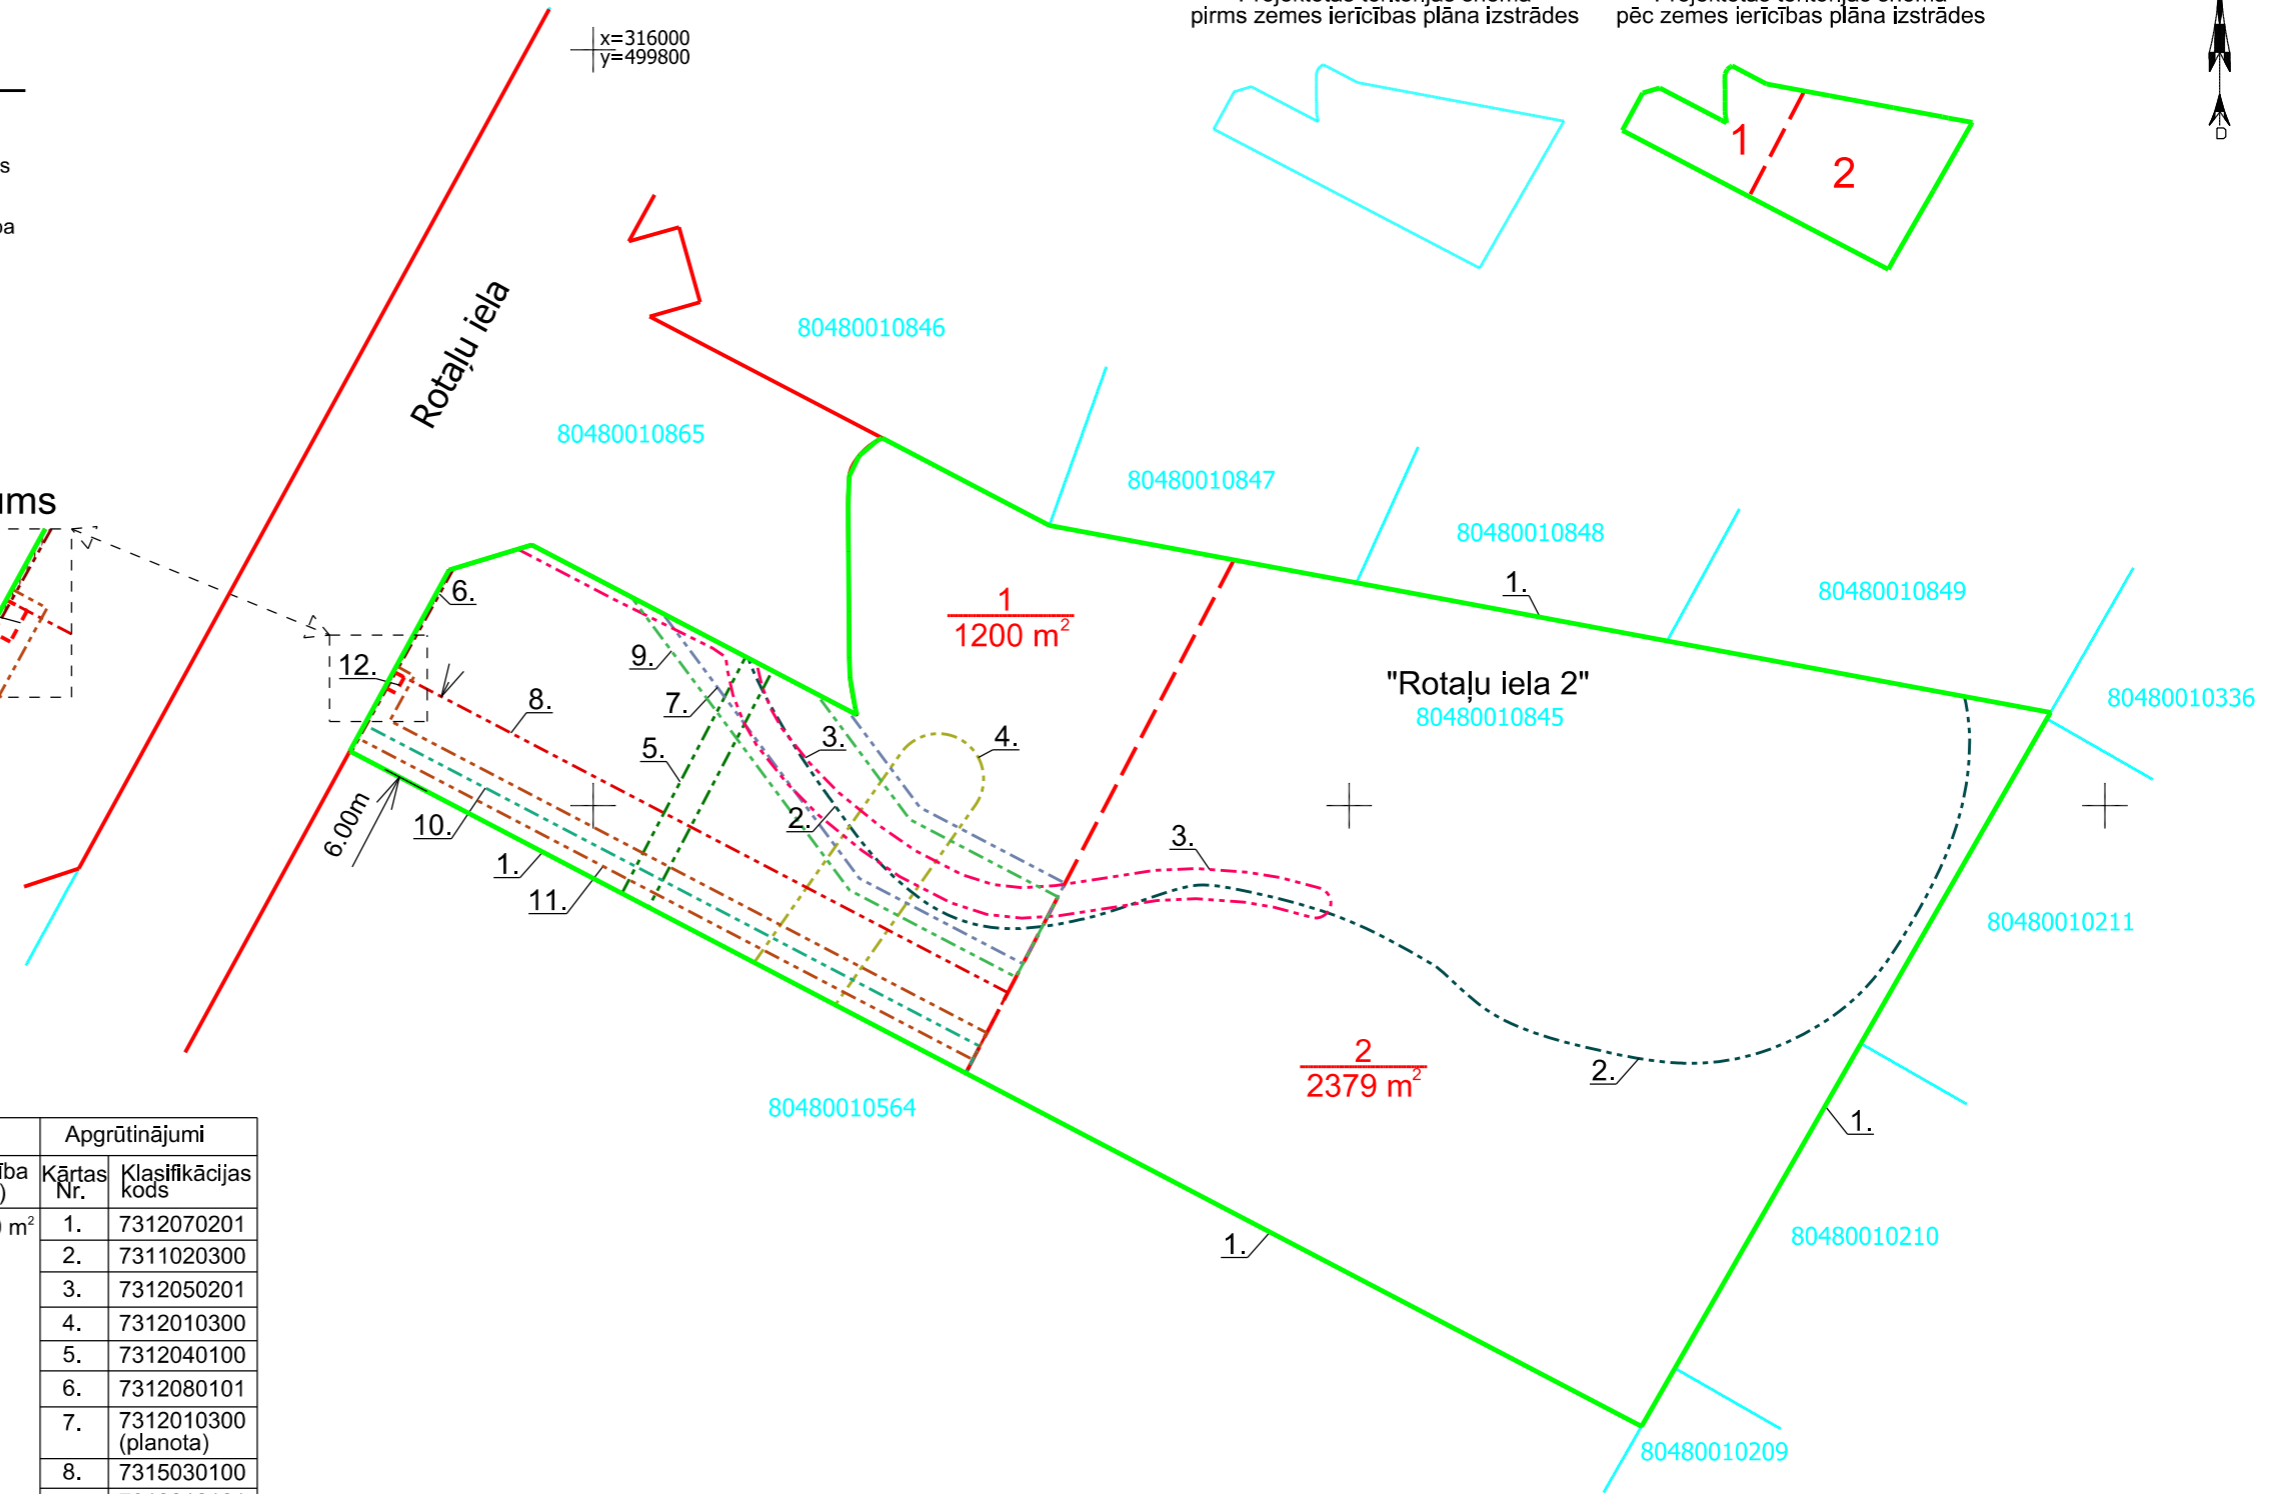 pirms zemes ierīcības plāna izstrādes
pēc zemes ierīcības plāna izstrādes
x=316000
y=499800
D
1
2
Rotaļu iela
80480010846
80480010865
80480010847
80480010848
80480010849
80480010336
80480010211
80480010210
80480010209
80480010564
1
1200 m²
"Rotaļu iela 2"
80480010845
2
2379 m²
1.
6.
9.
12.
7.
8.
5.
3.
4.
2.
3.
10.
6.00m
1.
11.
2.
1.
1.
Apgrūtinājumi
Kārtas Nr.
Klasifikācijas kods
m²
1. 7312070201
2. 7311020300
3. 7312050201
4. 7312010300
5. 7312040100
6. 7312080101
7. 7312010300
(planota)
8. 7315030100